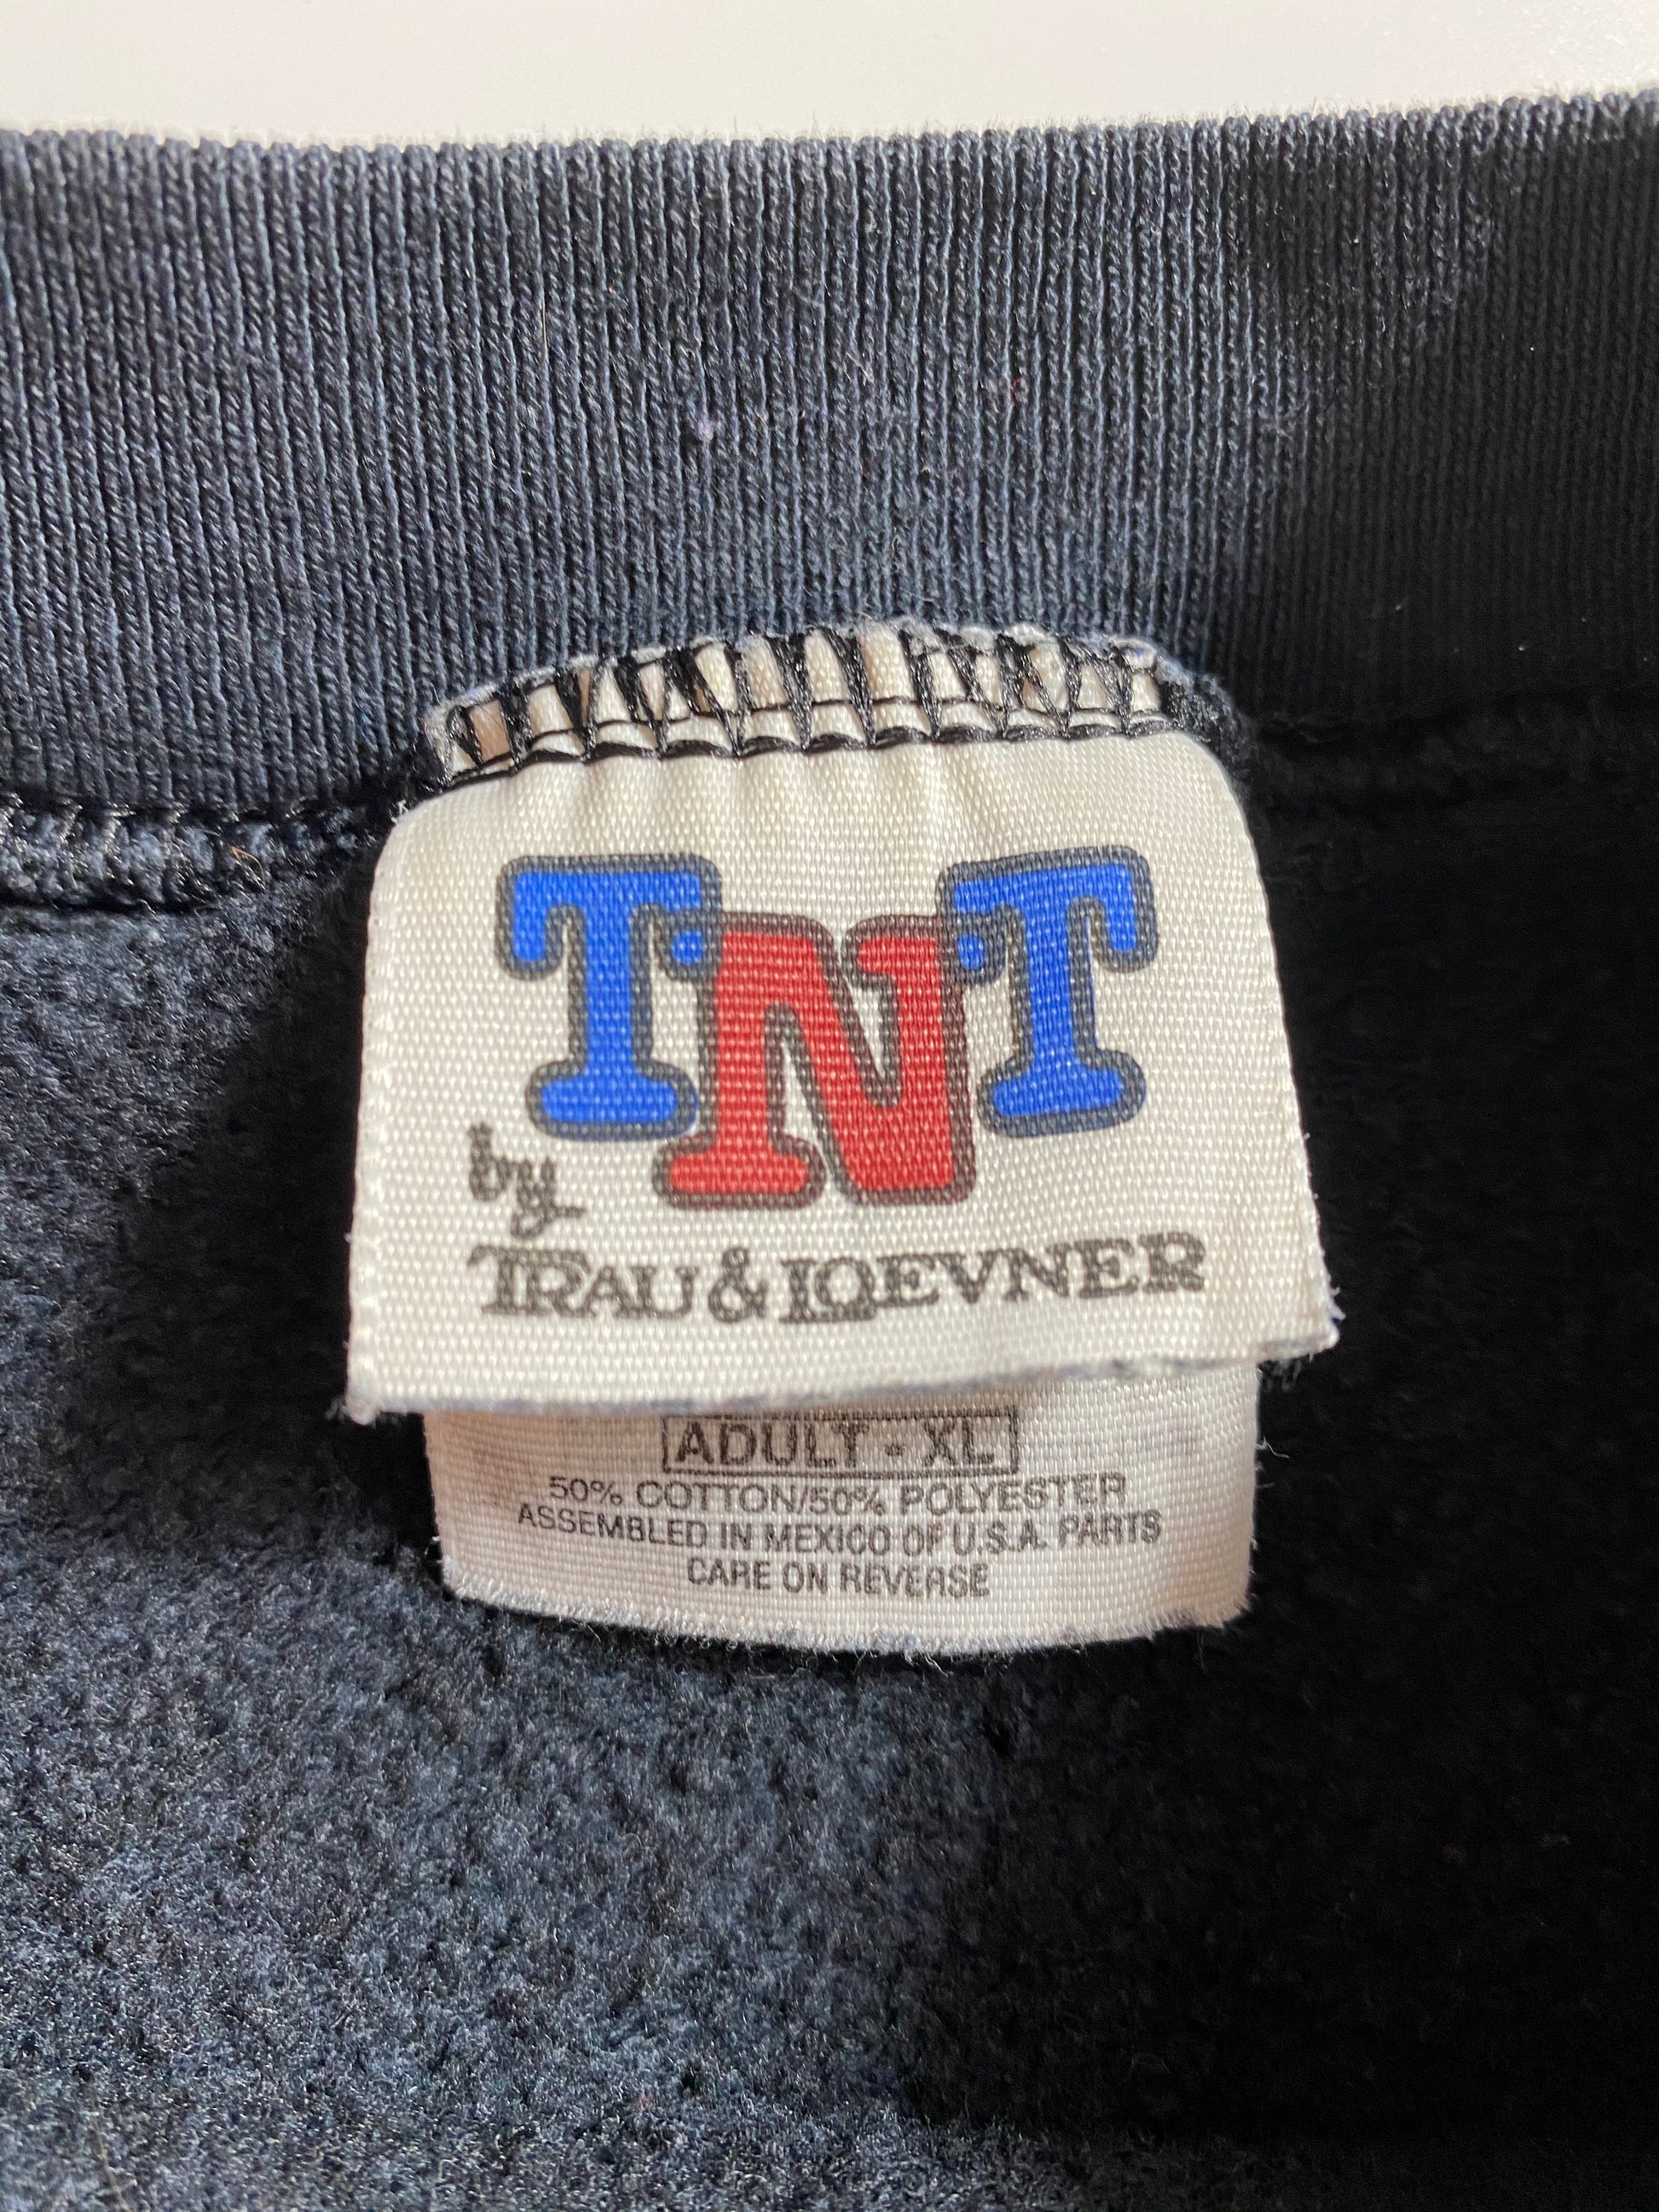 TNT
by
TRAU & LOEVNER
ADULT - XL
50% COTTON/50% POLYESTER
ASSEMBLED IN MEXICO OF U.S.A. PARTS
CARE ON REVERSE